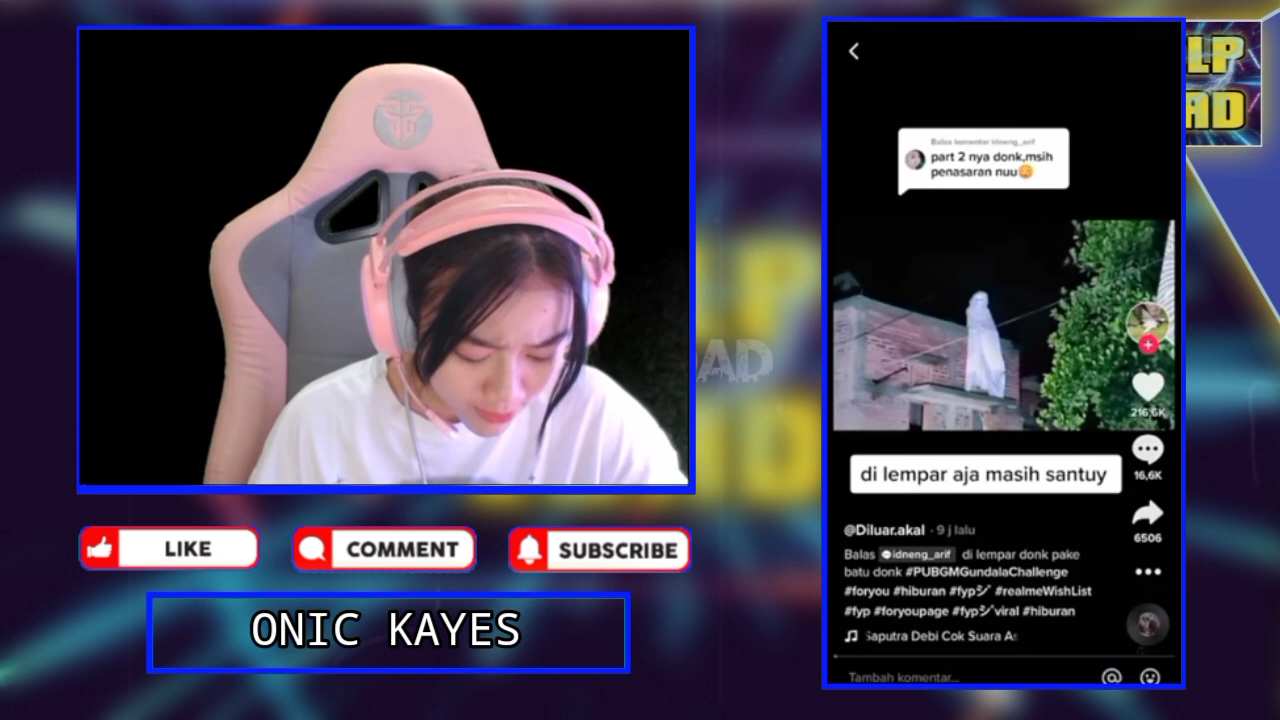 LP
AD
Balas komentar idneng_arif
part 2 nya donk,msih
penasaran nuu😳
AD
216,6K
di lempar aja masih santuy
16,6K
@Diluar.akal · 9 j lalu
6506
Balas idneng_arif di lempar donk pake
batu donk #PUBGMGundalaChallenge
#foryou #hiburan #fypシ #realmeWishList
#fyp #foryoupage #fypシ゚viral #hiburan
Saputra Debi Cok Suara As
Tambah komentar...
LIKE
COMMENT
SUBSCRIBE
ONIC KAYES